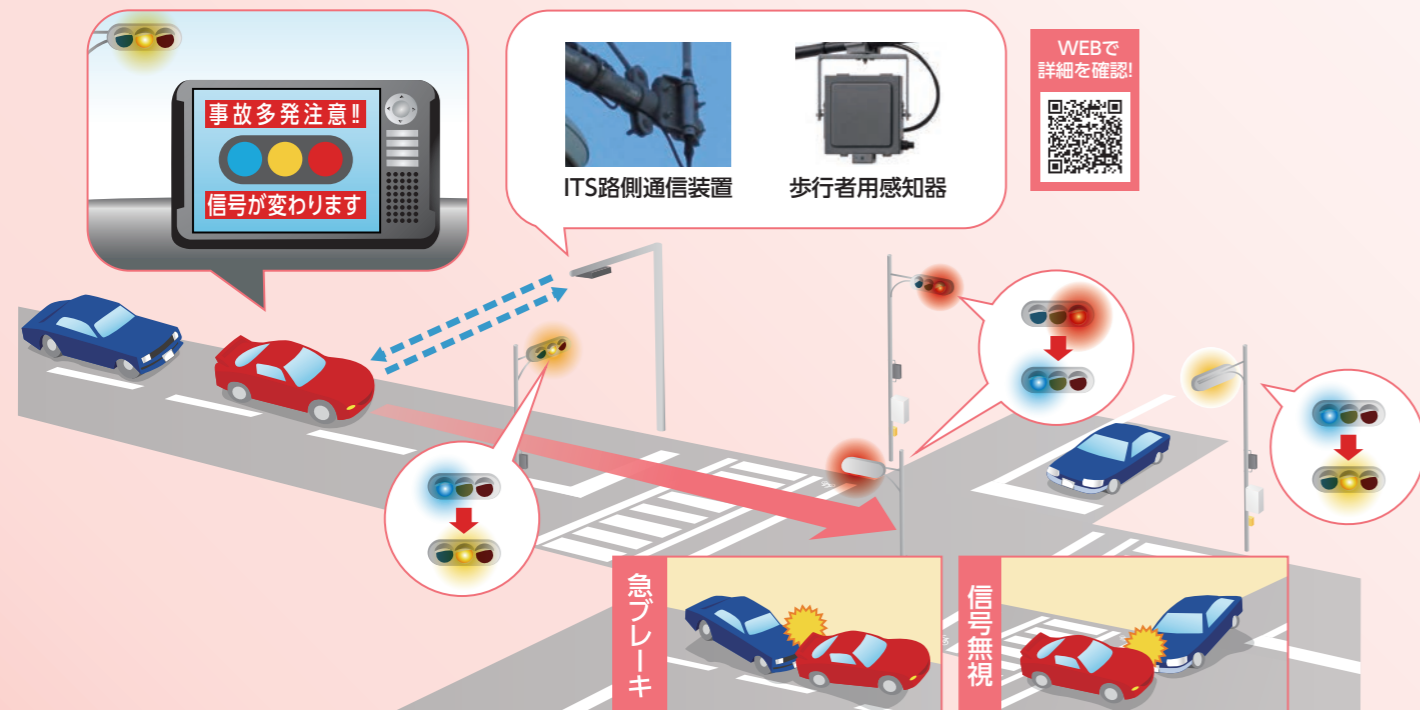 事故多発注意!!
信号が変わります
ITS路側通信装置
歩行者用感知器
WEBで
詳細を確認!
急ブレーキ
信号無視